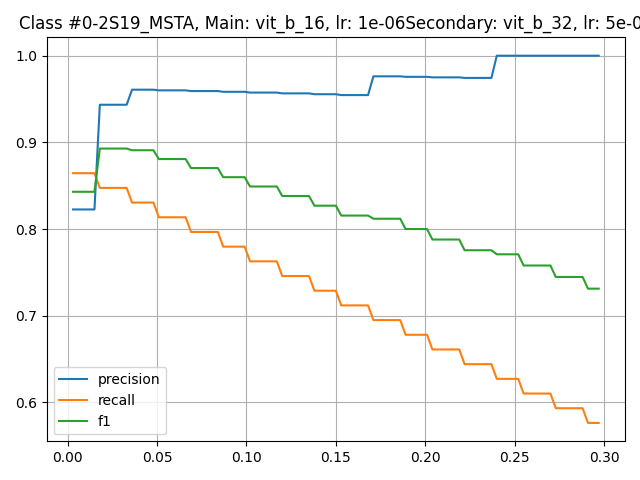 Class #0-2S19_MSTA, Main: vit_b_16, lr: 1e-06Secondary: vit_b_32, lr: 5e-0
1.0
0.9
0.8
0.7
0.6
precision
recall
f1
0.00 0.05 0.10 0.15 0.20 0.25 0.30